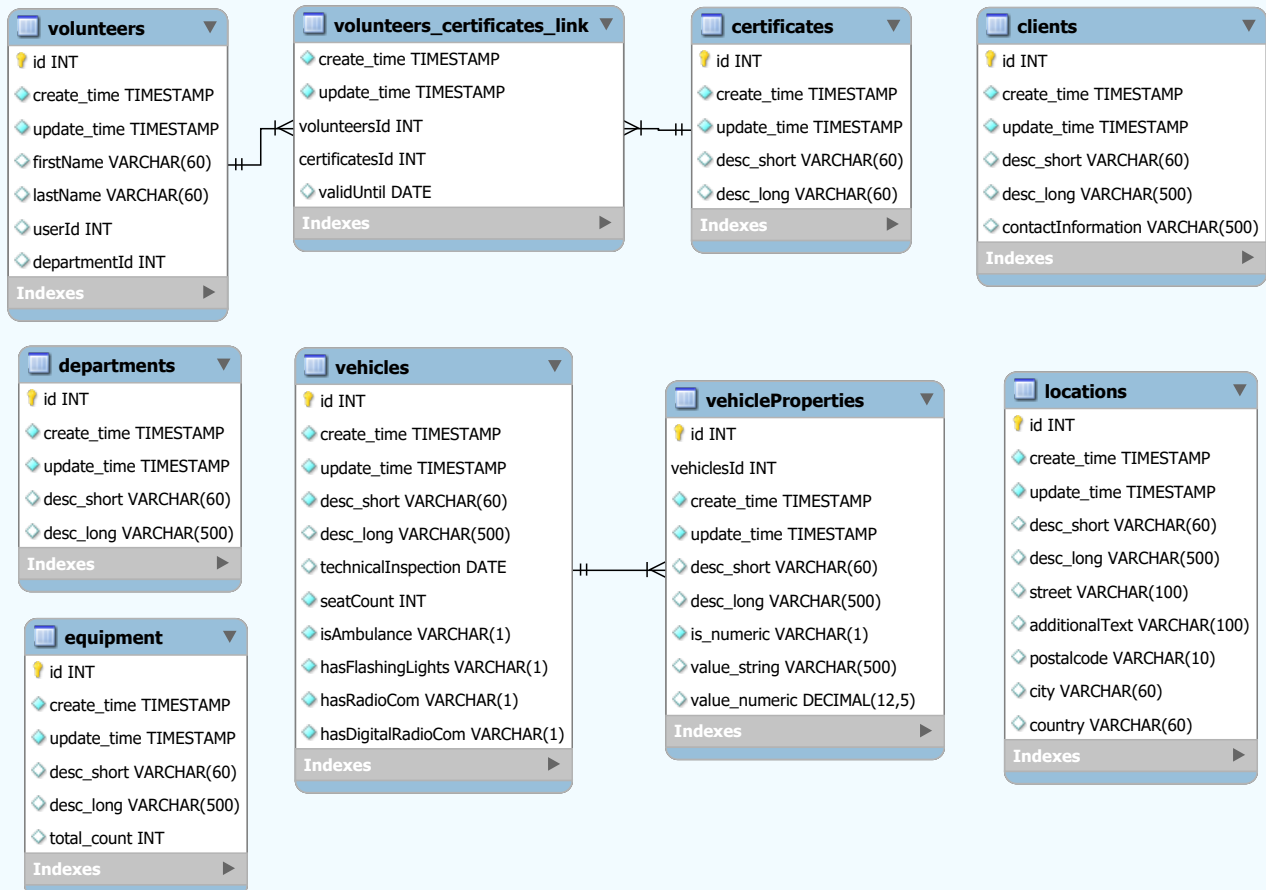 volunteers
id INT
create_time TIMESTAMP
update_time TIMESTAMP
firstName VARCHAR(60)
lastName VARCHAR(60)
userId INT
departmentId INT
Indexes
volunteers_certificates_link
create_time TIMESTAMP
update_time TIMESTAMP
volunteersId INT
certificatesId INT
validUntil DATE
Indexes
certificates
id INT
create_time TIMESTAMP
update_time TIMESTAMP
desc_short VARCHAR(60)
desc_long VARCHAR(60)
Indexes
clients
id INT
create_time TIMESTAMP
update_time TIMESTAMP
desc_short VARCHAR(60)
desc_long VARCHAR(500)
contactInformation VARCHAR(500)
Indexes
departments
id INT
create_time TIMESTAMP
update_time TIMESTAMP
desc_short VARCHAR(60)
desc_long VARCHAR(500)
Indexes
vehicles
id INT
create_time TIMESTAMP
update_time TIMESTAMP
desc_short VARCHAR(60)
desc_long VARCHAR(500)
technicalInspection DATE
seatCount INT
isAmbulance VARCHAR(1)
hasFlashingLights VARCHAR(1)
hasRadioCom VARCHAR(1)
hasDigitalRadioCom VARCHAR(1)
Indexes
vehicleProperties
id INT
vehiclesId INT
create_time TIMESTAMP
update_time TIMESTAMP
desc_short VARCHAR(60)
desc_long VARCHAR(500)
is_numeric VARCHAR(1)
value_string VARCHAR(500)
value_numeric DECIMAL(12,5)
Indexes
locations
id INT
create_time TIMESTAMP
update_time TIMESTAMP
desc_short VARCHAR(60)
desc_long VARCHAR(500)
street VARCHAR(100)
additionalText VARCHAR(100)
postalcode VARCHAR(10)
city VARCHAR(60)
country VARCHAR(60)
Indexes
equipment
id INT
create_time TIMESTAMP
update_time TIMESTAMP
desc_short VARCHAR(60)
desc_long VARCHAR(500)
total_count INT
Indexes